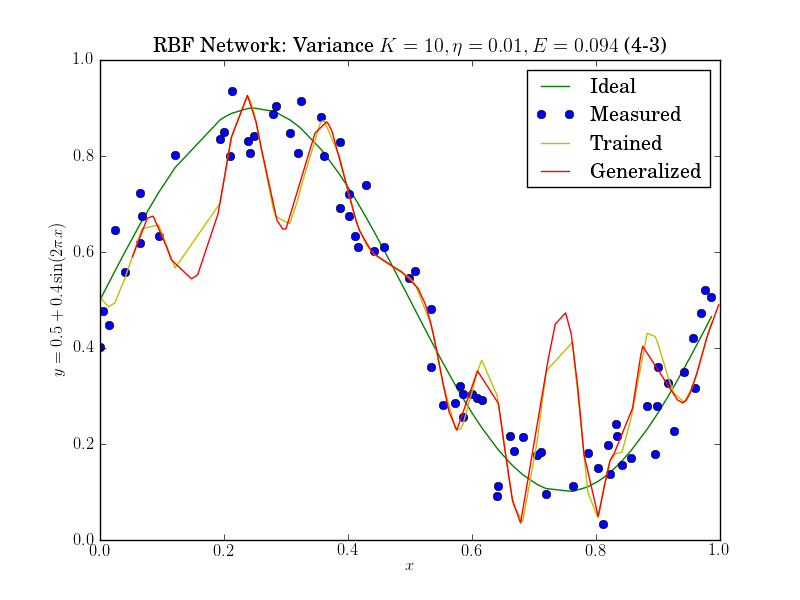 RBF Network: Variance K = 10, η = 0.01, E = 0.094 (4-3)
1.0
0.8
0.6
0.4
0.2
0.0
y = 0.5 + 0.4 sin(2πx)
Ideal
Measured
Trained
Generalized
0.0 0.2 0.4 0.6 0.8 1.0
x